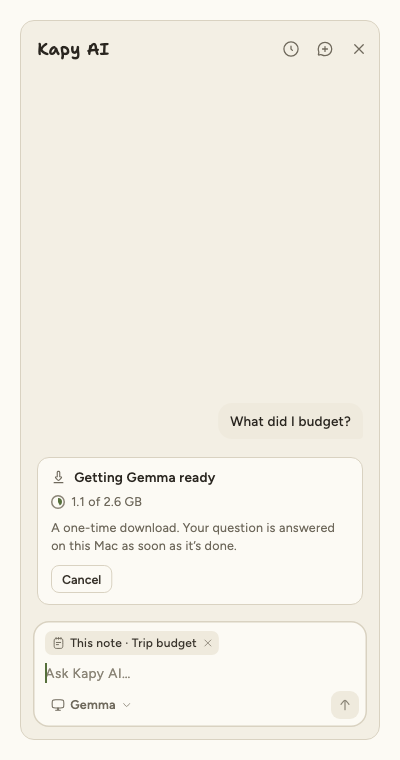 Kapy AI
What did I budget?
Getting Gemma ready
1.1 of 2.6 GB
A one-time download. Your question is answered
on this Mac as soon as it’s done.
Cancel
This note · Trip budget
Ask Kapy AI…
Gemma